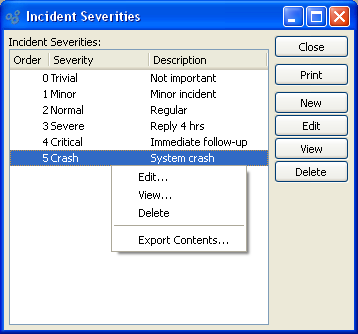 Incident Severities
Incident Severities:
Order Severity Description
0 Trivial Not important
1 Minor Minor incident
2 Normal Regular
3 Severe Reply 4 hrs
4 Critical Immediate follow-up
5 Crash System crash
Edit...
View...
Delete
Export Contents...
Close
Print
New
Edit
View
Delete